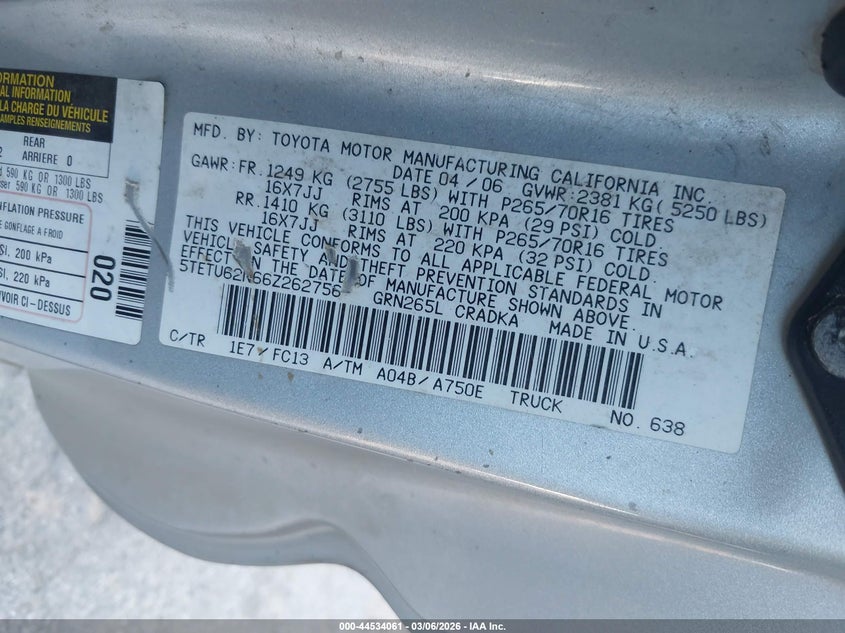 ORMATION
AL INFORMATION
LA CHARGE DU VÉHICULE
AMPLES RENSEIGNEMENTS
REAR
2 ARRIERE 0
d 590 KG OR 1300 LBS
ser 590 KG OR 1300 LBS
NFLATION PRESSURE
E GONFLAGE A FROID
SI. 200 kPa
SI. 220 kPa
VOIR CI-DESSUS
020
MFD. BY: TOYOTA MOTOR MANUFACTURING CALIFORNIA INC.
DATE 04 / 06 GVWR: 2381 KG( 5250 LBS)
GAWR: FR. 1249 KG (2755 LBS) WITH P265/70R16 TIRES
16X7JJ RIMS AT 200 KPA (29 PSI) COLD.
RR. 1410 KG (3110 LBS) WITH P265/70R16 TIRES
16X7JJ RIMS AT 220 KPA (32 PSI) COLD.
THIS VEHICLE CONFORMS TO ALL APPLICABLE FEDERAL MOTOR
VEHICLE SAFETY AND THEFT PREVENTION STANDARDS IN
EFFECT ON THE DATE OF MANUFACTURE SHOWN ABOVE.
5TETU62N66Z262756 GRN265L CRADKA MADE IN U.S.A.
C/TR 1E7 FC13 A/TM A04B/A750E TRUCK NO. 638
000-44534061 - 03/06/2026 - IAA Inc.